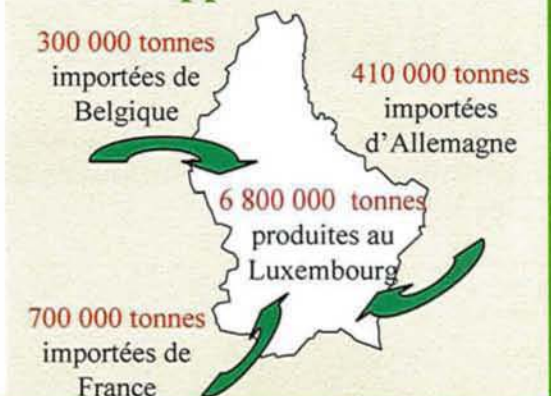 300 000 tonnes
importées de
Belgique
410 000 tonnes
importées
d'Allemagne
6 800 000 tonnes
produites au
Luxembourg
700 000 tonnes
importées de
France